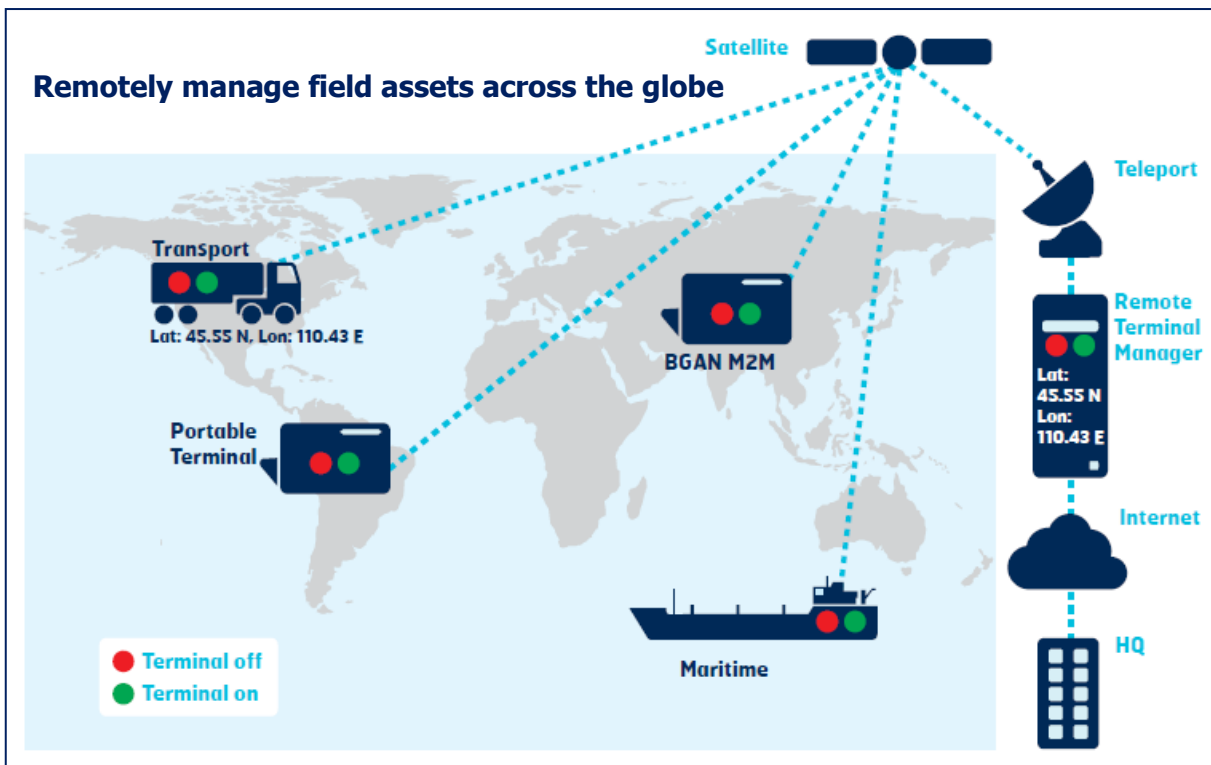 Satellite
Remotely manage field assets across the globe
Teleport
Transport
Lat: 45.55 N, Lon: 110.43 E
BGAN M2M
Remote
Terminal
Manager
Lat:
45.55 N
Lon:
110.43 E
Portable
Terminal
Internet
Maritime
HQ
Terminal off
Terminal on